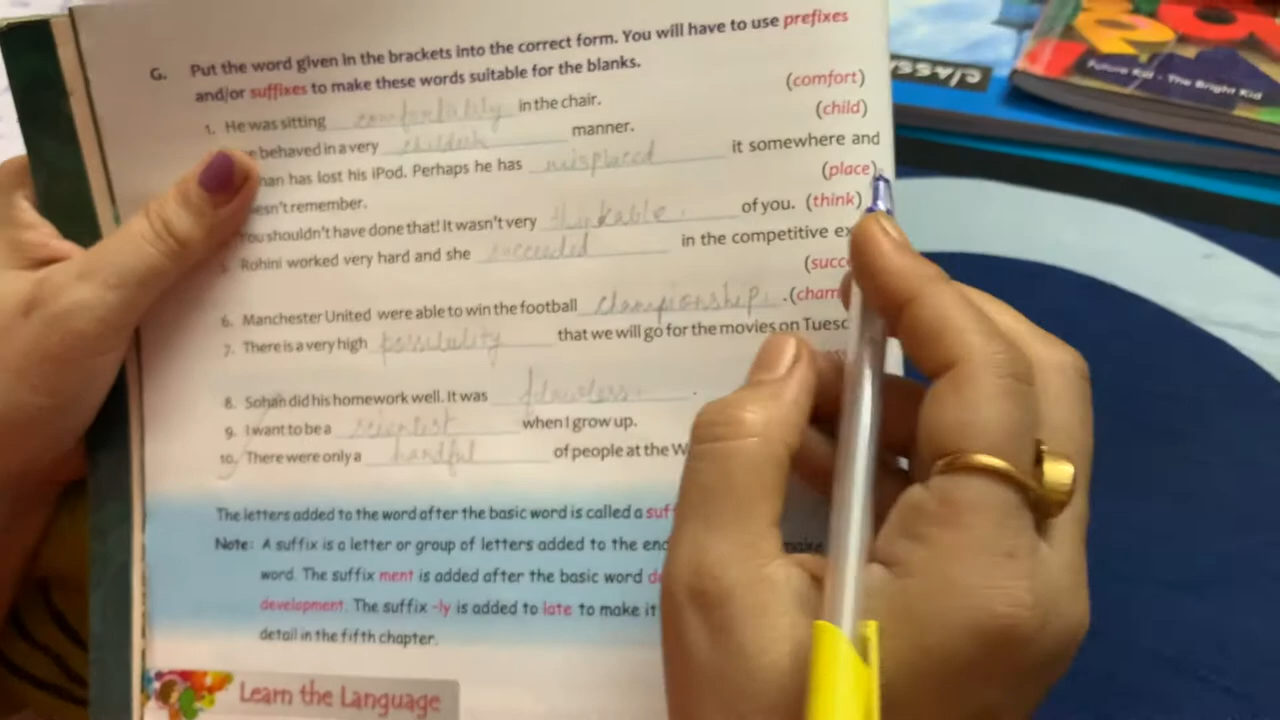 G. Put the word given in the brackets into the correct form. You will have to use prefixes
and/or suffixes to make these words suitable for the blanks.
1. He was sitting comfortably in the chair. (comfort)
behaved in a very childish manner. (child)
has lost his iPod. Perhaps he has misplaced it somewhere and
remember. (place)
shouldn't have done that! It wasn't very thinkable. of you. (think)
Rohini worked very hard and she succeeded in the competitive
6. Manchester United were able to win the football championship.
7. There is a very high possibility that we will go for the movies on
8. Sohan did his homework well. It was flawless.
9. I want to be a scientist when I grow up.
10. There were only a handful of people at the
The letters added to the word after the basic word is called a
Note: A suffix is a letter or group of letters added to the
word. The suffix ment is added after the basic word
development. The suffix -ly is added to late to make it
detail in the fifth chapter.
Learn the Language
Future Kid - The Bright Kid